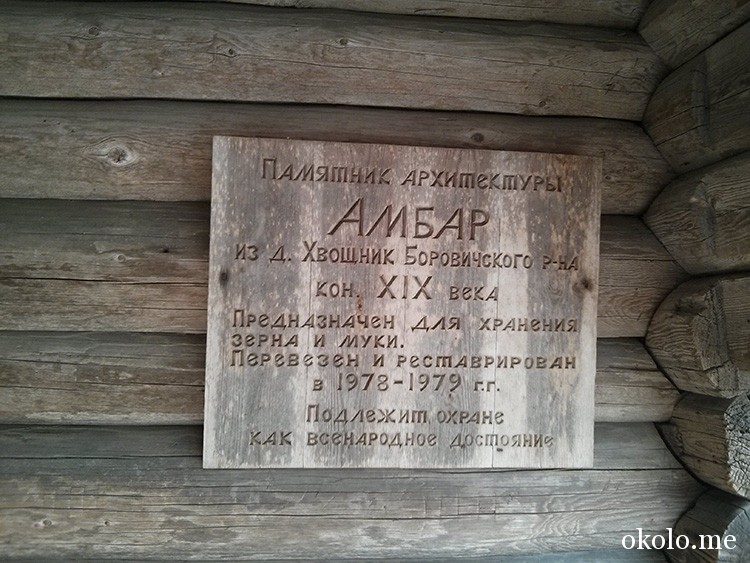 Памятник архитектуры
Амбар
из д. Хвощник Боровичского р-на
кон. XIX века
Предназначен для хранения
зерна и муки.
Перевезен и реставрирован
в 1978-1979 г.г.
Подлежит охране
как всенародное достояние
okolo.me